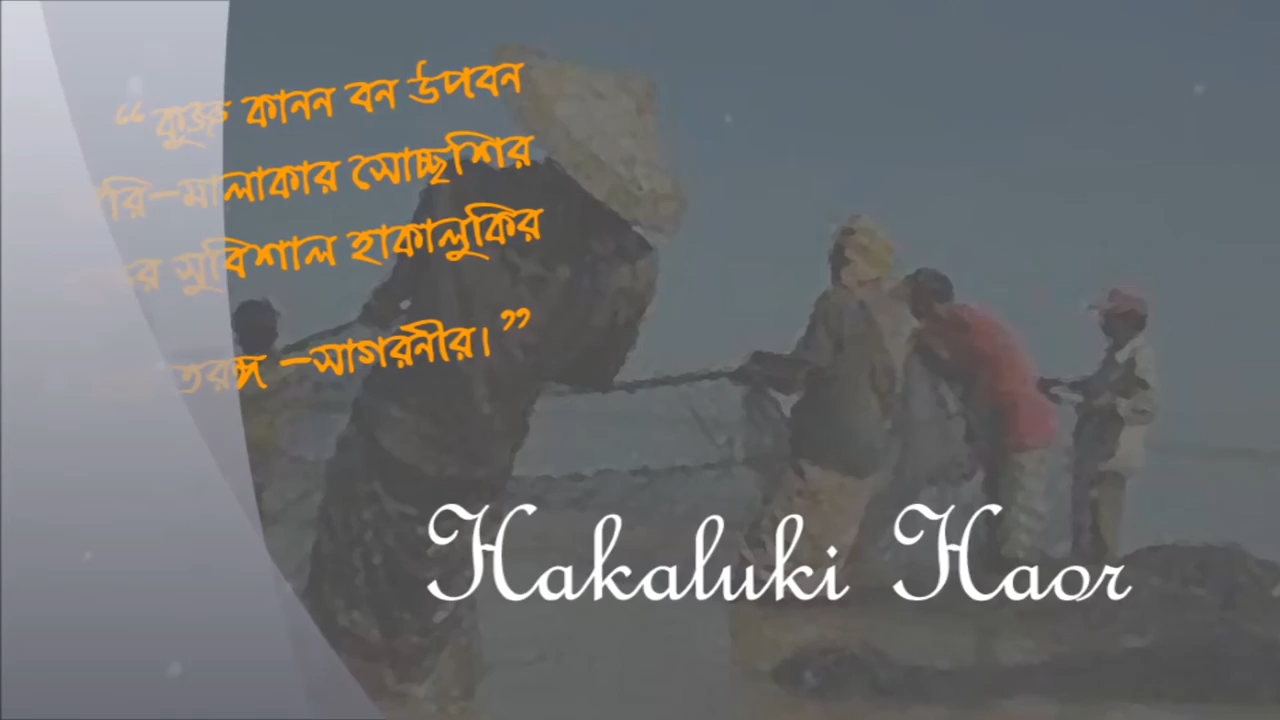 “কুঞ্জ কানন বন উপবন
–মালাকার সোচ্ছশির
সুবিশাল হাকালুকির
তরঙ্গ –সাগরনীর।”
Hakaluki Haor